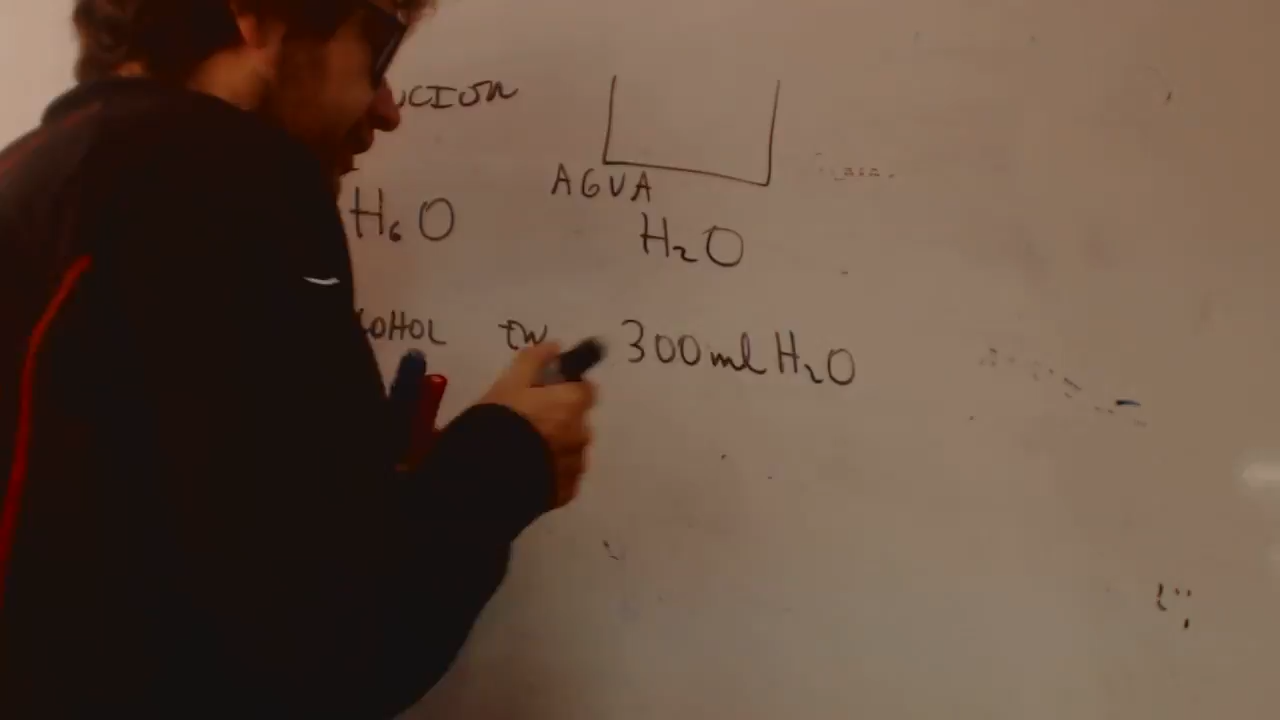 UCION
AGUA
H₆O
H₂O
OHOL EN 300ml H₂O